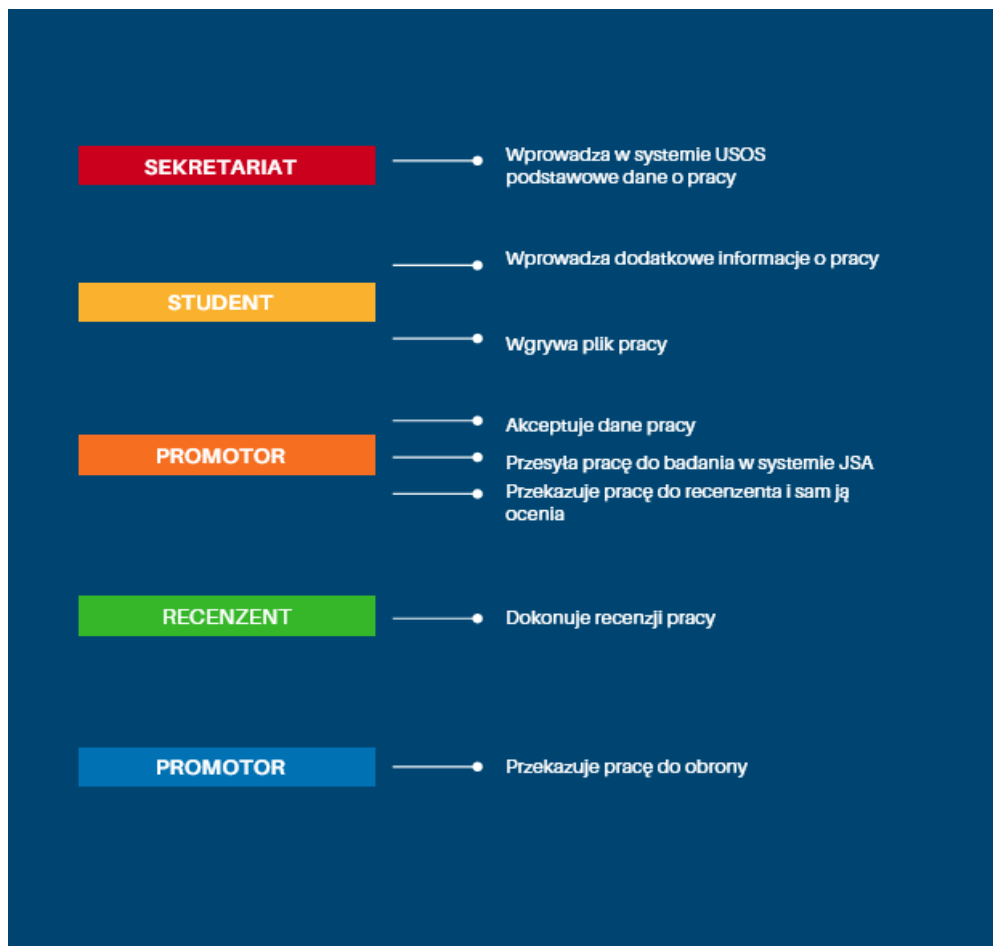 SEKRETARIAT
Wprowadza w systemie USOS
podstawowe dane o pracy
Wprowadza dodatkowe informacje o pracy
STUDENT
Wgrywa plik pracy
Akceptuje dane pracy
PROMOTOR
Przesyła pracę do badania w systemie JSA
Przekazuje pracę do recenzenta i sam ją
ocenia
RECENZENT
Dokonuje recenzji pracy
PROMOTOR
Przekazuje pracę do obrony